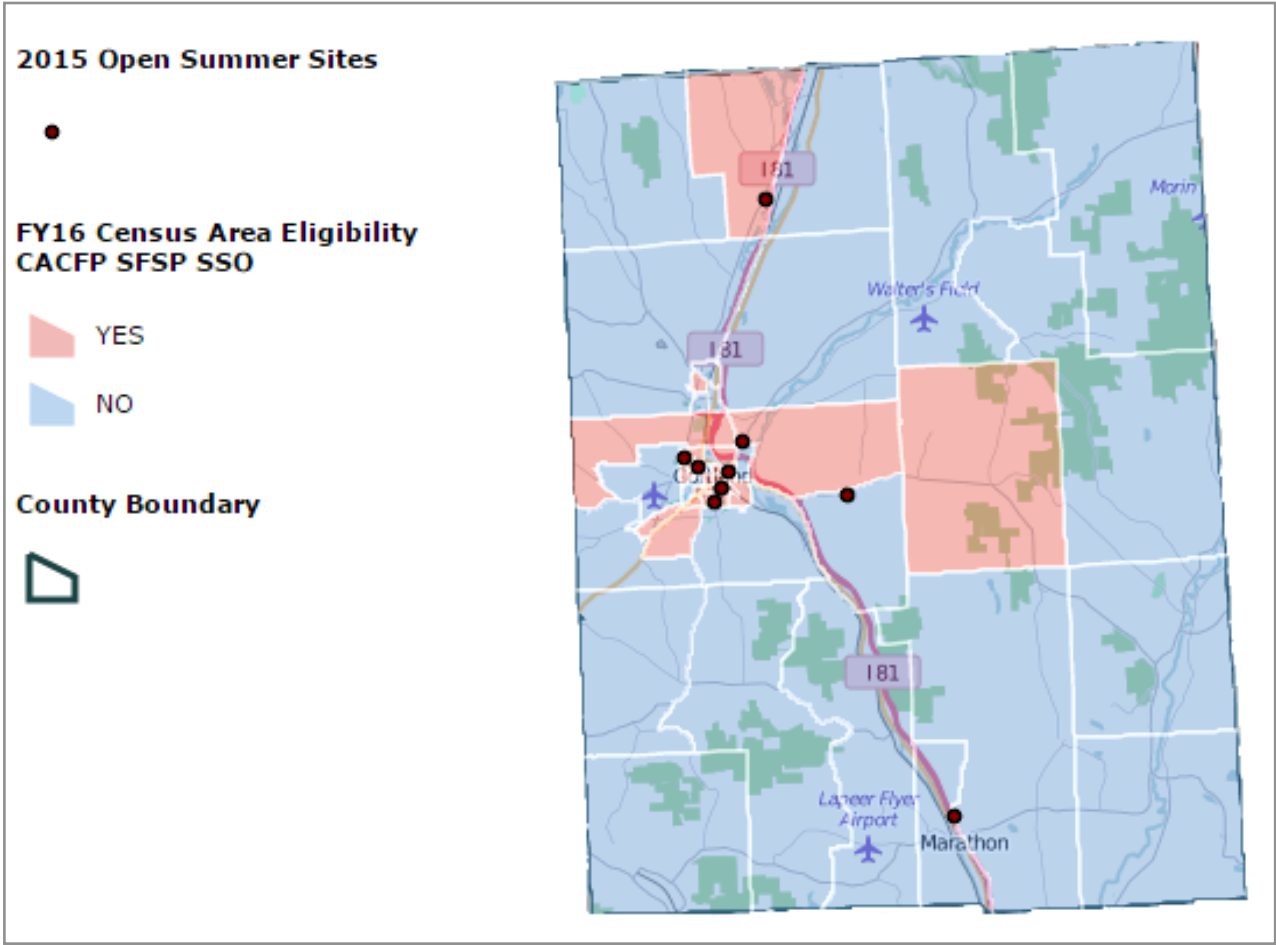 2015 Open Summer Sites
FY16 Census Area Eligibility
CACFP SFSP SSO
YES
NO
County Boundary
I 81
Morin
Walter's Field
I 81
I 81
Lapeer Flyer
Airport
Marathon